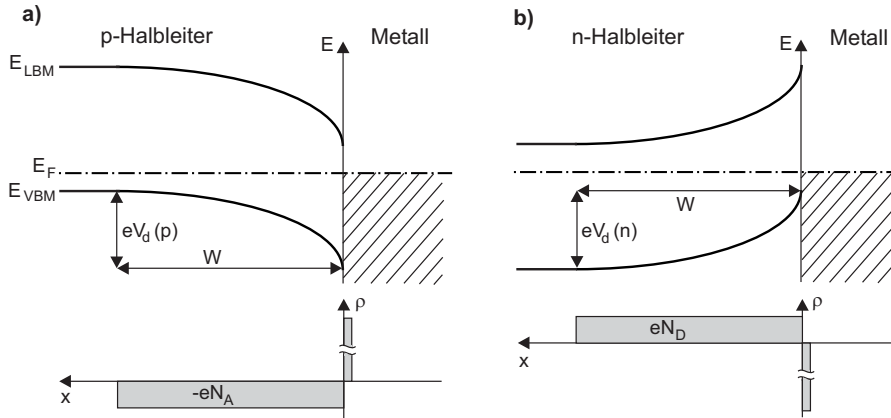 a)
p-Halbleiter
E
Metall
E_LBM
E_F
E_VBM
eV_d(p)
W
ρ
x
-eN_A
b)
n-Halbleiter
E
Metall
W
eV_d(n)
ρ
eN_D
x